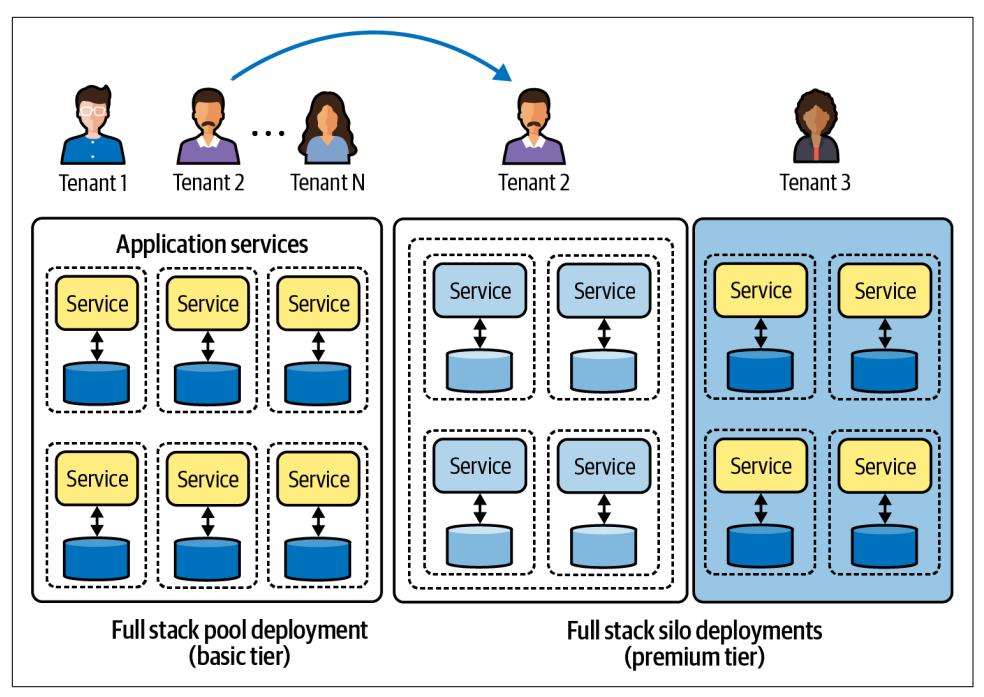 Tenant 1
Tenant 2
...
Tenant N
Tenant 2
Tenant 3
Application services
Service
Service
Service
Service
Service
Service
Service
Service
Service
Service
Service
Service
Service
Service
Full stack pool deployment
(basic tier)
Full stack silo deployments
(premium tier)